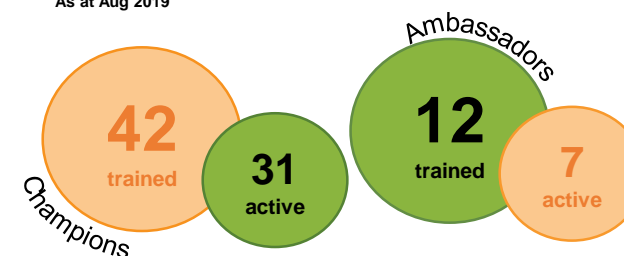 As at Aug 2019
Ambassadors
42
trained
31
active
12
trained
7
active
Champions